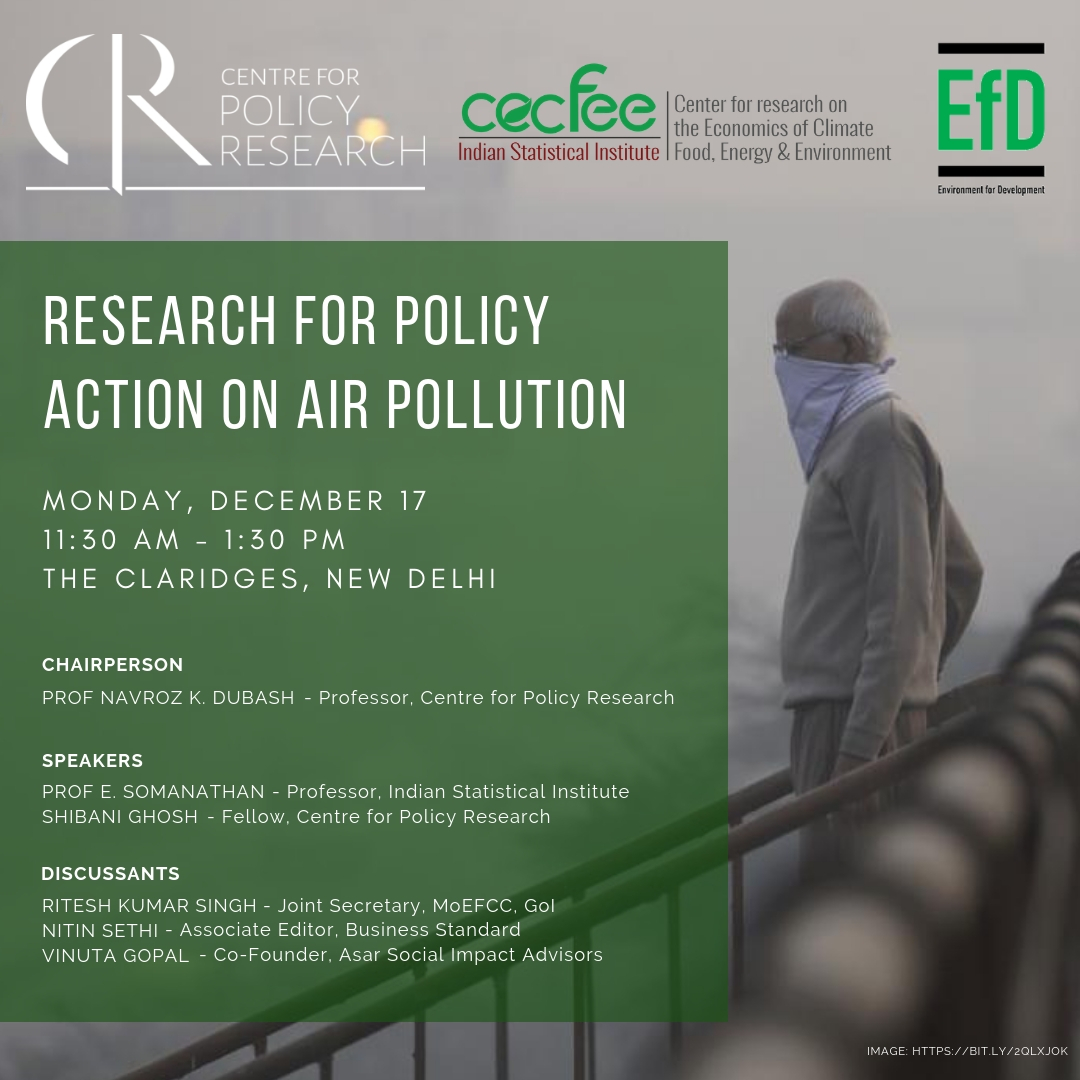 CENTRE FOR
POLICY
RESEARCH
cecfee
Indian Statistical Institute
Center for research on
the Economics of Climate
Food, Energy & Environment
EfD
Environment for Development
RESEARCH FOR POLICY
ACTION ON AIR POLLUTION
MONDAY, DECEMBER 17
11:30 AM - 1:30 PM
THE CLARIDGES, NEW DELHI
CHAIRPERSON
PROF NAVROZ K. DUBASH - Professor, Centre for Policy Research
SPEAKERS
PROF E. SOMANATHAN - Professor, Indian Statistical Institute
SHIBANI GHOSH - Fellow, Centre for Policy Research
DISCUSSANTS
RITESH KUMAR SINGH - Joint Secretary, MoEFCC, GoI
NITIN SETHI - Associate Editor, Business Standard
VINUTA GOPAL - Co-Founder, Asar Social Impact Advisors
IMAGE: HTTPS://BIT.LY/2QLXJOK